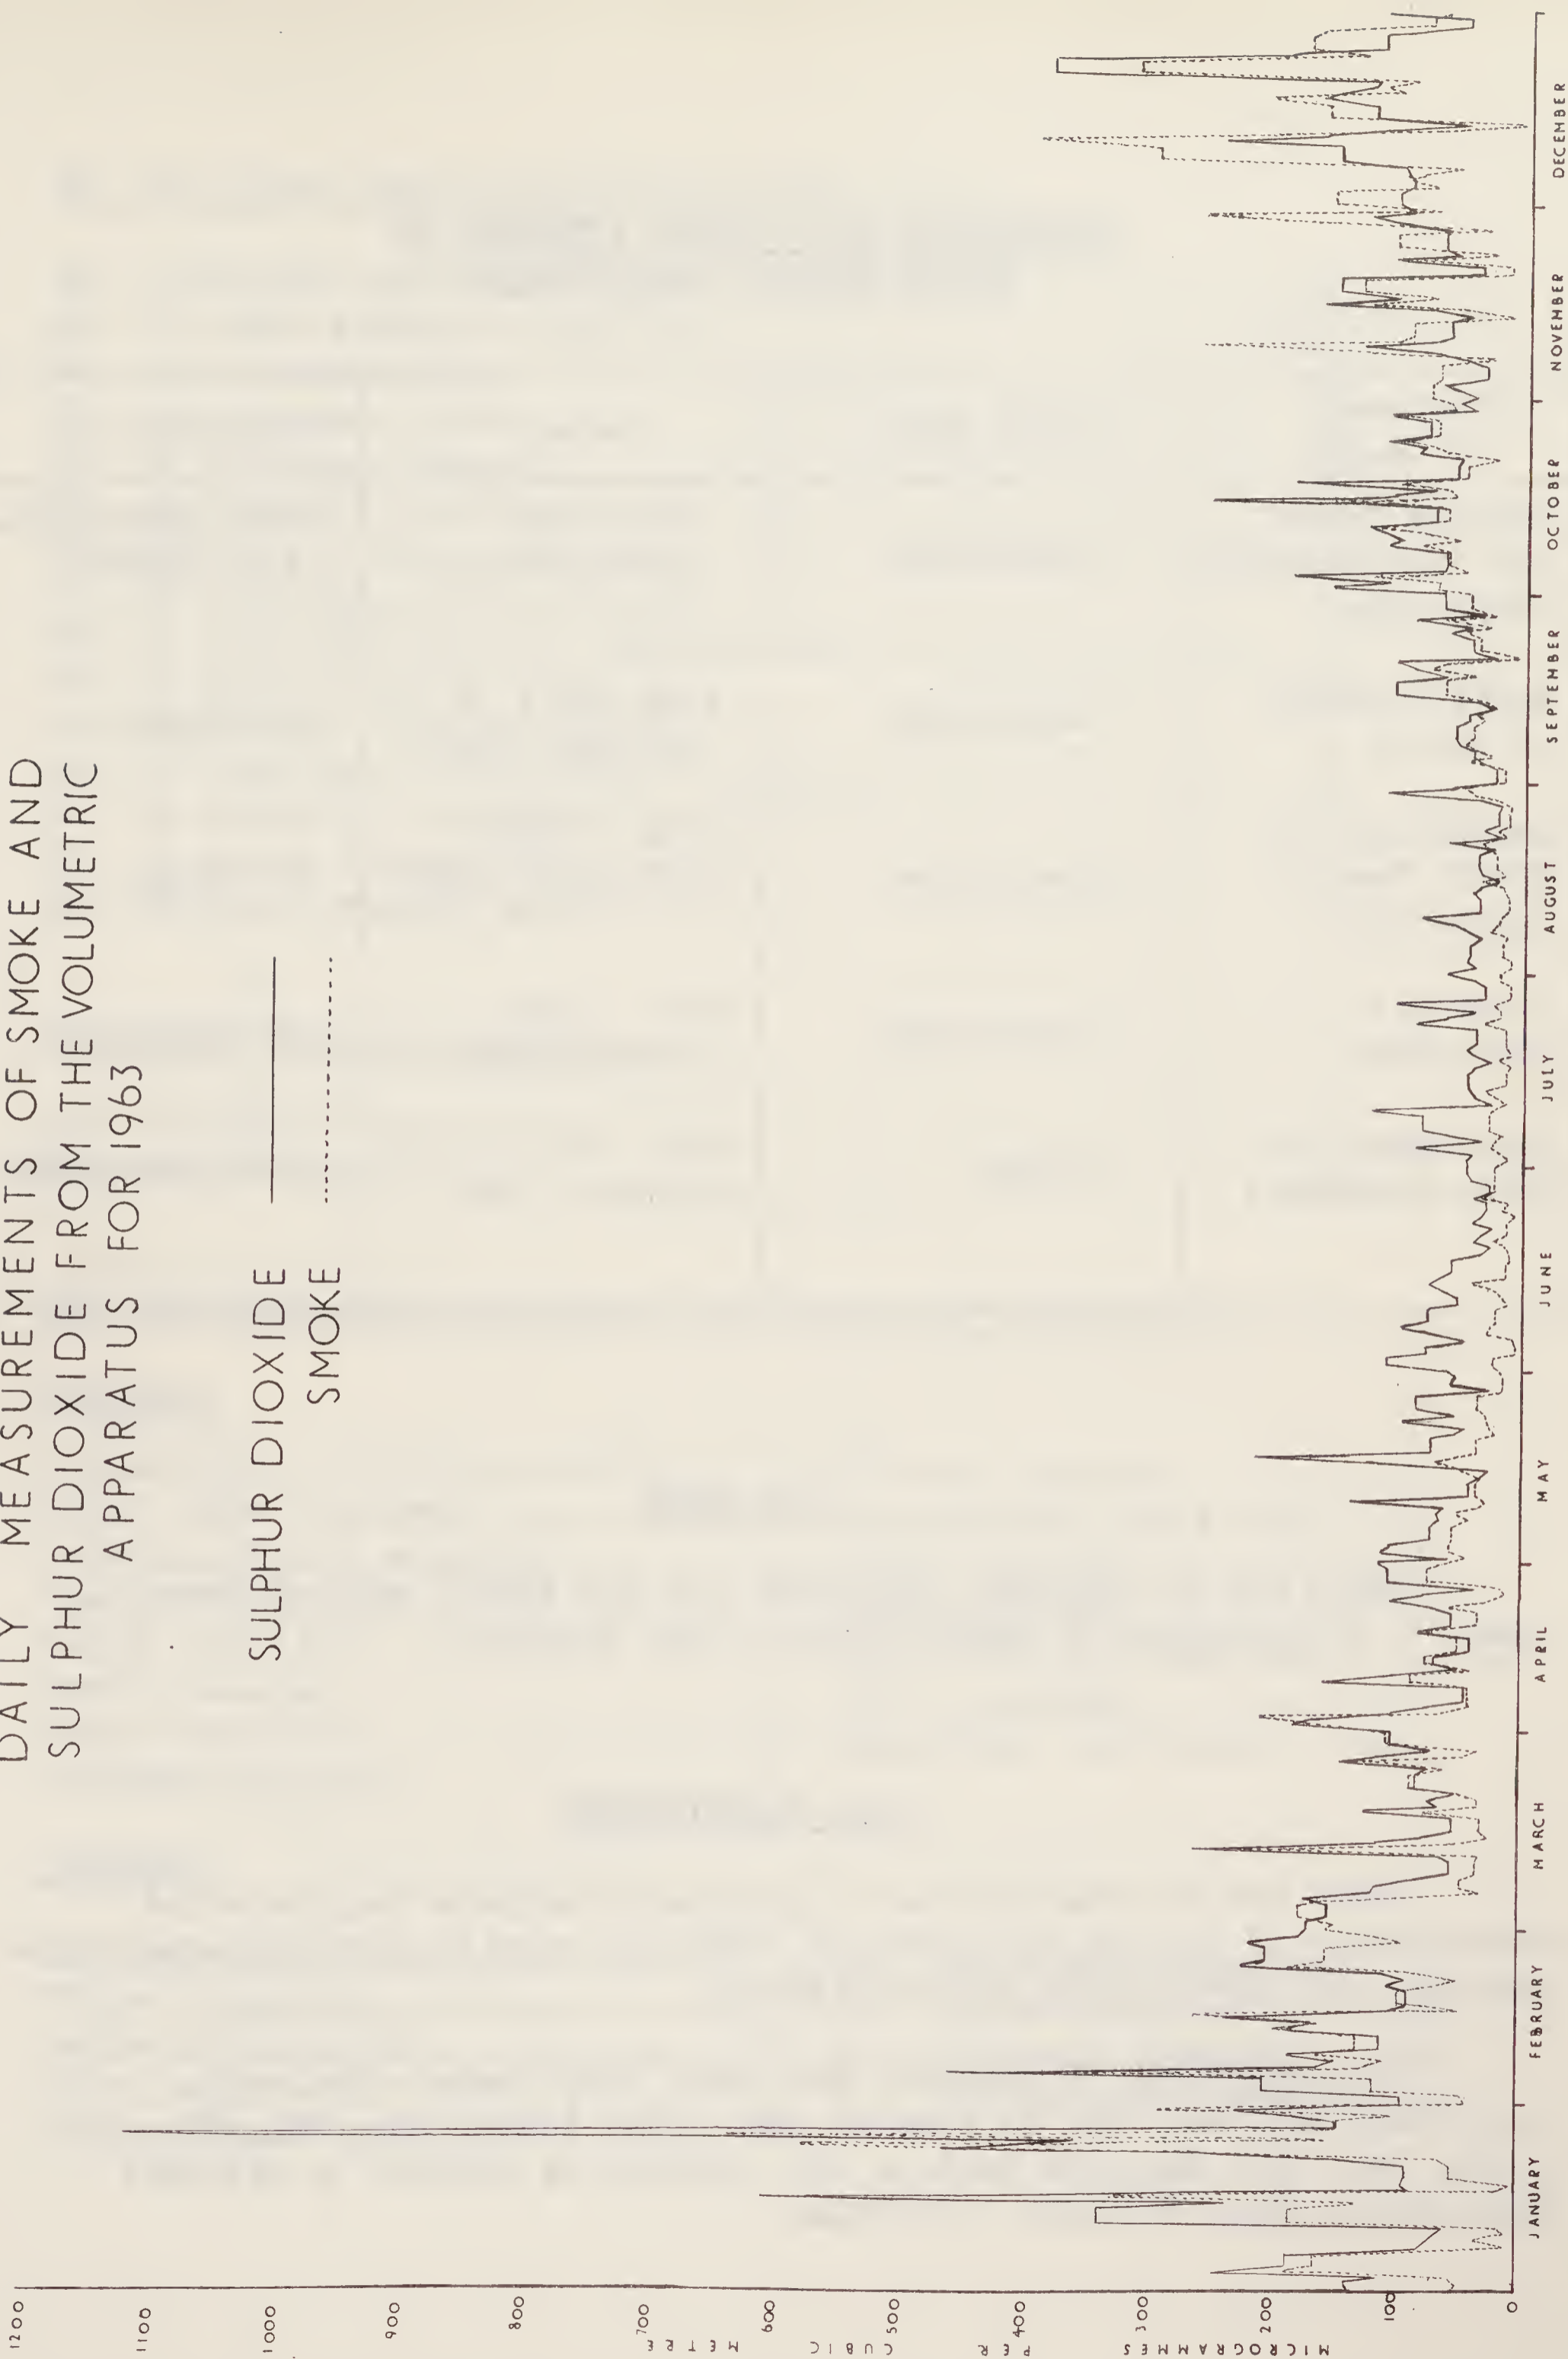 DAILY MEASUREMENTS OF SMOKE AND
SULPHUR DIOXIDE FROM THE VOLUMETRIC
APPARATUS FOR 1963
SULPHUR DIOXIDE
SMOKE
1200
1100
1000
900
800
700
600
500
400
300
200
100
0
MICROGRAMMES PER CUBIC METRE
JANUARY
FEBRUARY
MARCH
APRIL
MAY
JUNE
JULY
AUGUST
SEPTEMBER
OCTOBER
NOVEMBER
DECEMBER